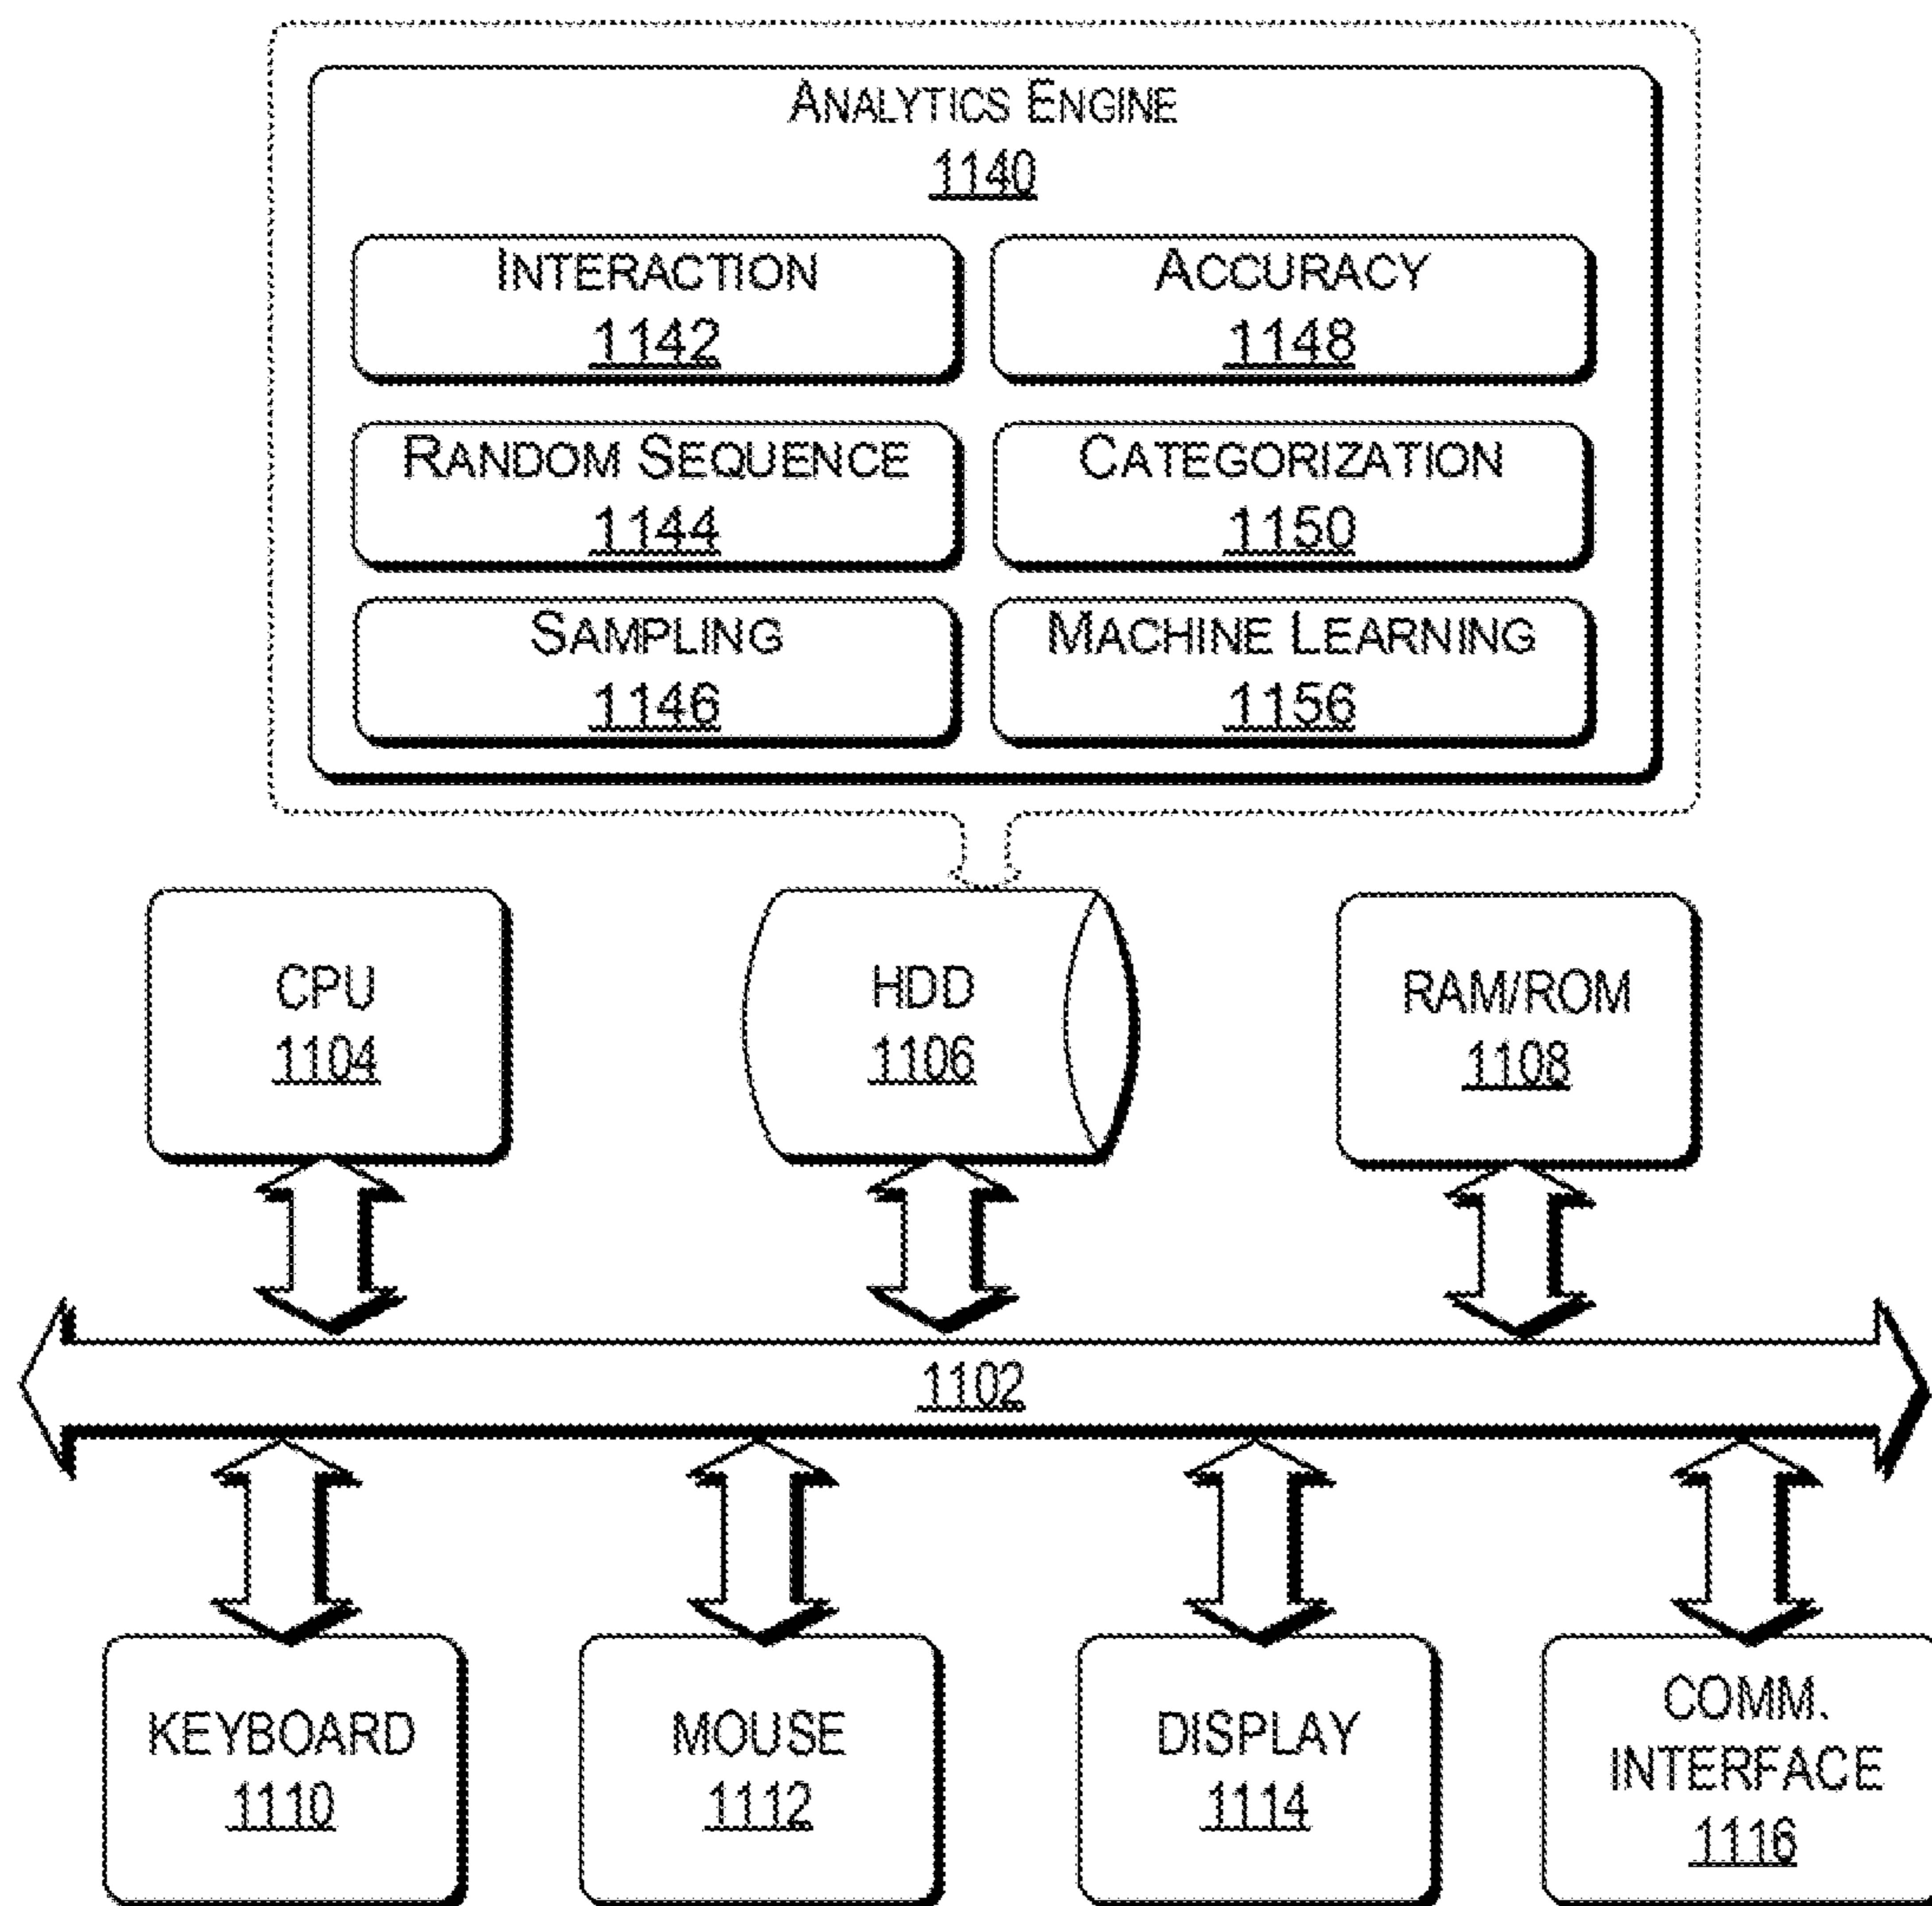 ANALYTICS ENGINE
1140
INTERACTION
1142
ACCURACY
1148
RANDOM SEQUENCE
1144
CATEGORIZATION
1150
SAMPLING
1146
MACHINE LEARNING
1156
CPU
1104
HDD
1106
RAM/ROM
1108
1102
KEYBOARD
1110
MOUSE
1112
DISPLAY
1114
COMM.
INTERFACE
1116